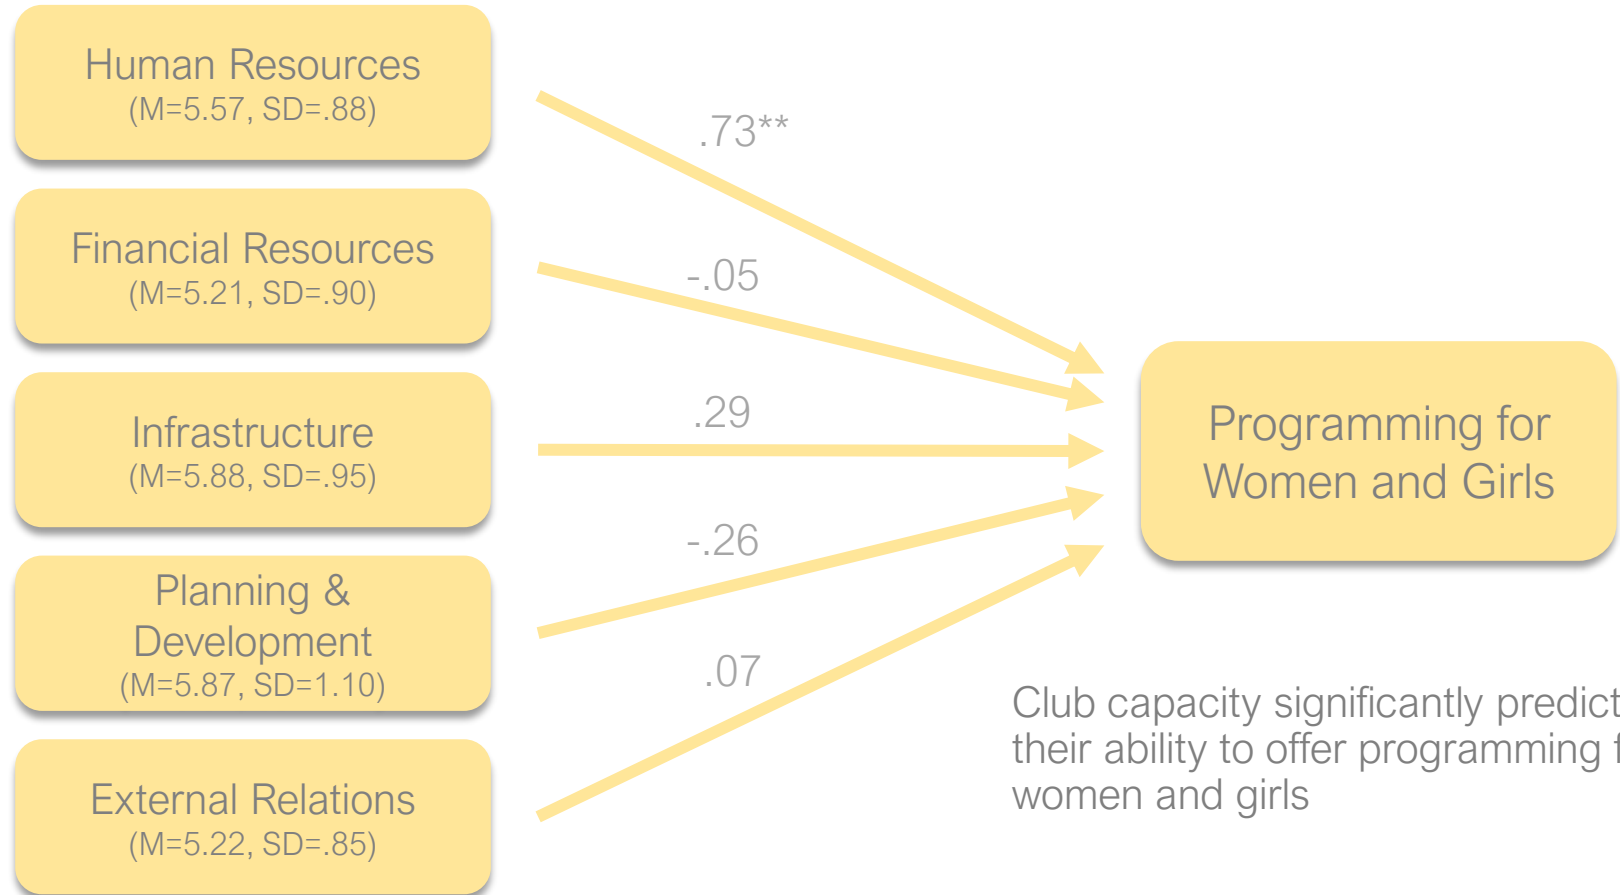 Human Resources
(M=5.57, SD=.88)
.73**
Financial Resources
(M=5.21, SD=.90)
-.05
Infrastructure
(M=5.88, SD=.95)
.29
Planning &
Development
(M=5.87, SD=1.10)
-.26
External Relations
(M=5.22, SD=.85)
.07
Programming for
Women and Girls
Club capacity significantly predict
their ability to offer programming f
women and girls